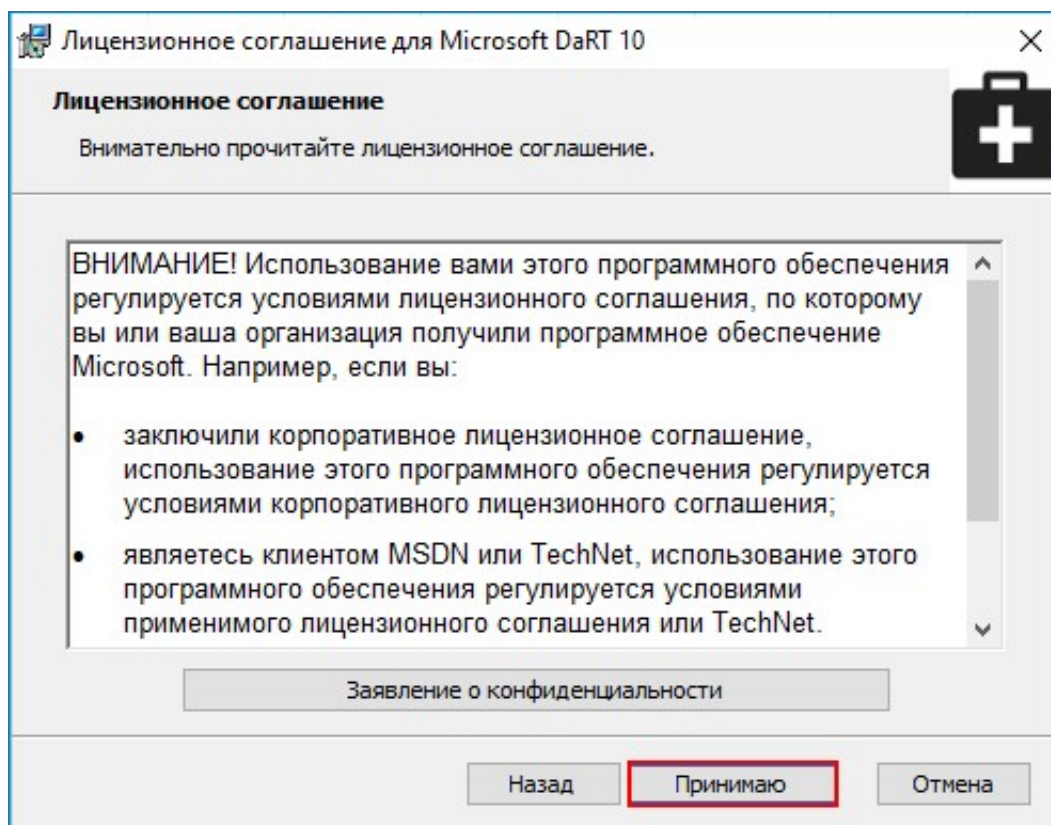 Лицензионное соглашение для Microsoft DaRT 10
Лицензионное соглашение
Внимательно прочитайте лицензионное соглашение.
ВНИМАНИЕ! Использование вами этого программного обеспечения
регулируется условиями лицензионного соглашения, по которому
вы или ваша организация получили программное обеспечение
Microsoft. Например, если вы:
● заключили корпоративное лицензионное соглашение,
использование этого программного обеспечения регулируется
условиями корпоративного лицензионного соглашения;
● являетесь клиентом MSDN или TechNet, использование этого
программного обеспечения регулируется условиями
применимого лицензионного соглашения или TechNet.
Заявление о конфиденциальности
Назад Принимаю Отмена